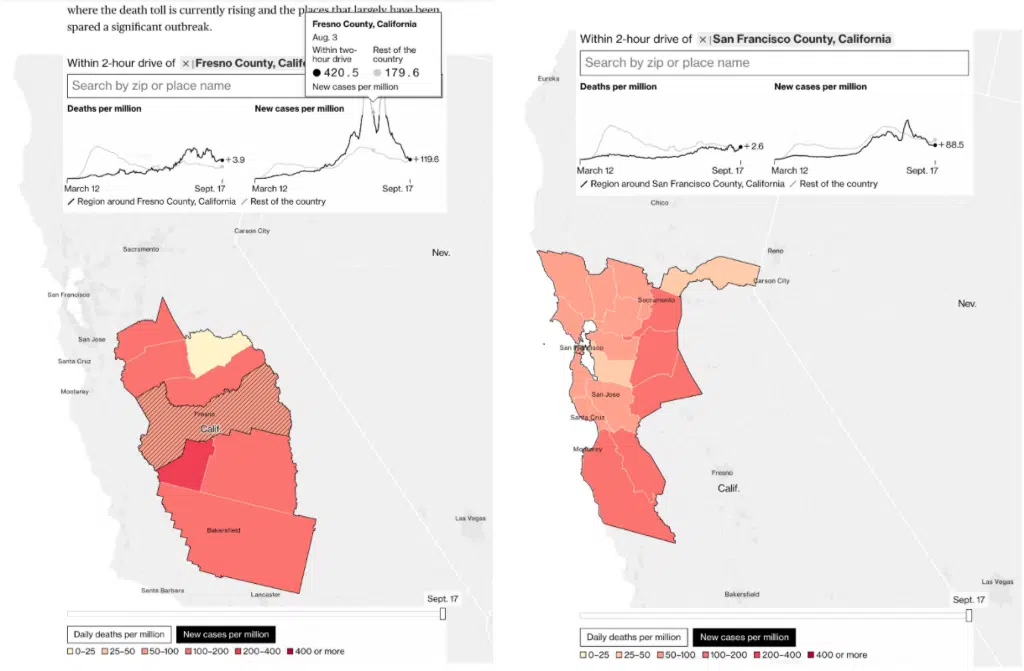 where the death toll is currently rising and the places that largely have been
spared a significant outbreak.
Fresno County, California
Aug. 3
Within two-hour drive
Rest of the country
420.5
179.6
New cases per million
Within 2-hour drive of ×|Fresno County, Calif
Search by zip or place name
Deaths per million
New cases per million
+3.9
+119.6
March 12
Sept. 17
Sept. 17
Region around Fresno County, California
Rest of the country
Carson City
Sacramento
Nev.
San Francisco
San Jose
Santa Cruz
Monterey
Fresno
Calif.
Bakersfield
Las Vegas
Santa Barbara
Lancaster
Sept. 17
Daily deaths per million
New cases per million
0–25
25–50
50–100
100–200
200–400
400 or more
Within 2-hour drive of ×|San Francisco County, California
Search by zip or place name
Eureka
Deaths per million
New cases per million
+2.6
+88.5
March 12
Sept. 17
Sept. 17
Region around San Francisco County, California
Rest of the country
Chico
Reno
Carson City
Sacramento
Nev.
San Francisco
San Jose
Santa Cruz
Monterey
Fresno
Calif.
Las Vegas
Bakersfield
Sept. 17
Daily deaths per million
New cases per million
0–25
25–50
50–100
100–200
200–400
400 or more